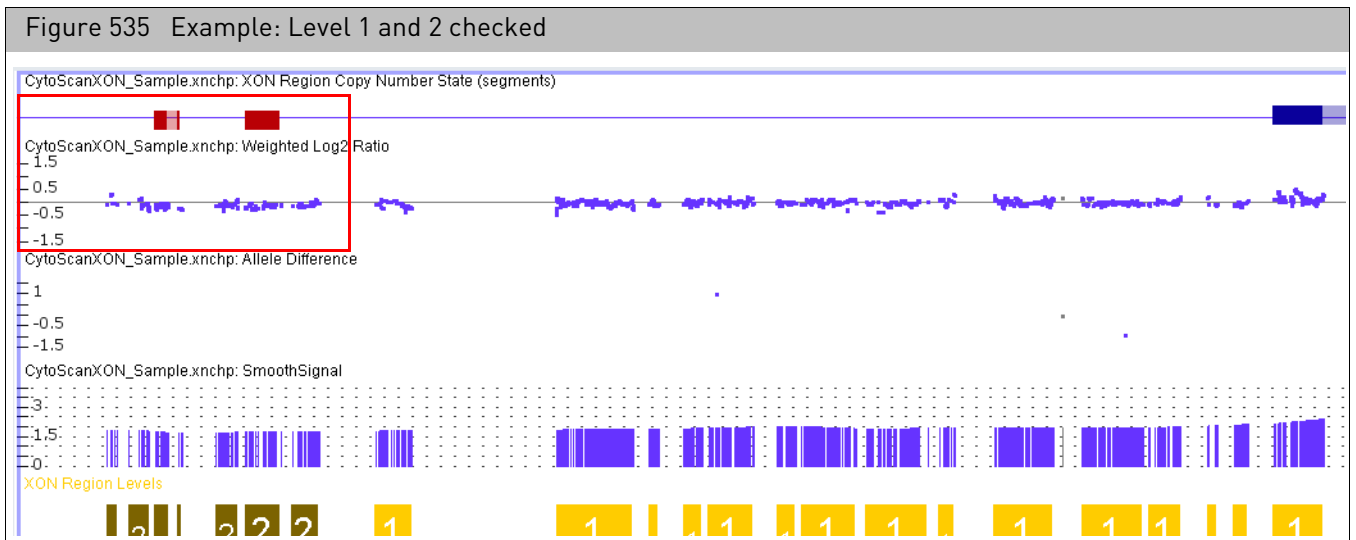 Figure 535 Example: Level 1 and 2 checked
CytoScanXON_Sample.xnchp: XON Region Copy Number State (segments)
CytoScanXON_Sample.xnchp: Weighted Log2 Ratio
1.5
0.5
-0.5
-1.5
CytoScanXON_Sample.xnchp: Allele Difference
1
-0.5
-1.5
CytoScanXON_Sample.xnchp: SmoothSignal
3
1.5
0
XON Region Levels
2 2 2 2 1 1 1 1 1 1 1 1 1 1 1 1